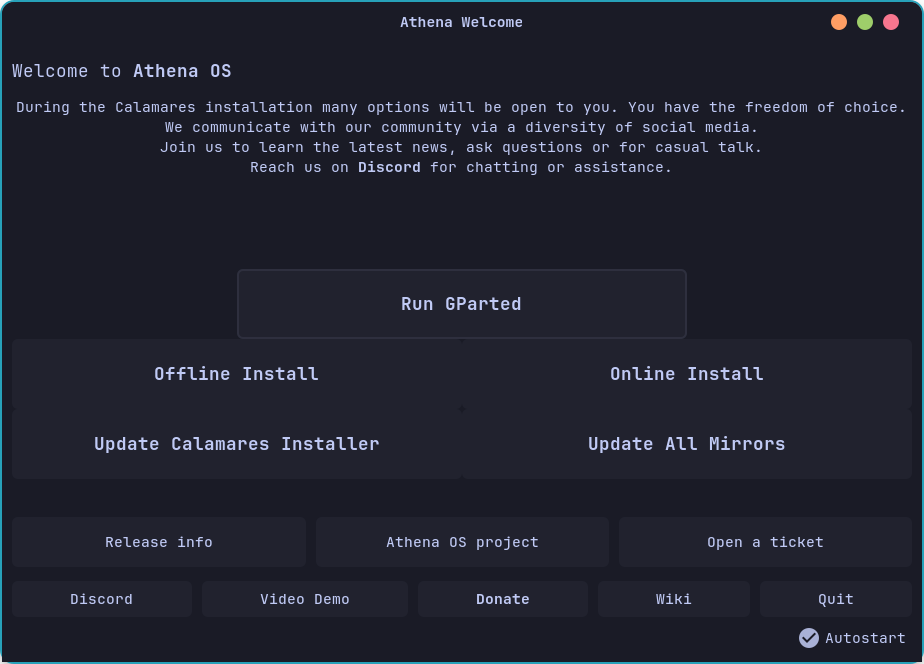 Athena Welcome
Welcome to Athena OS
During the Calamares installation many options will be open to you. You have the freedom of choice.
We communicate with our community via a diversity of social media.
Join us to learn the latest news, ask questions or for casual talk.
Reach us on Discord for chatting or assistance.
Run GParted
Offline Install
Online Install
Update Calamares Installer
Update All Mirrors
Release info
Athena OS project
Open a ticket
Discord
Video Demo
Donate
Wiki
Quit
Autostart